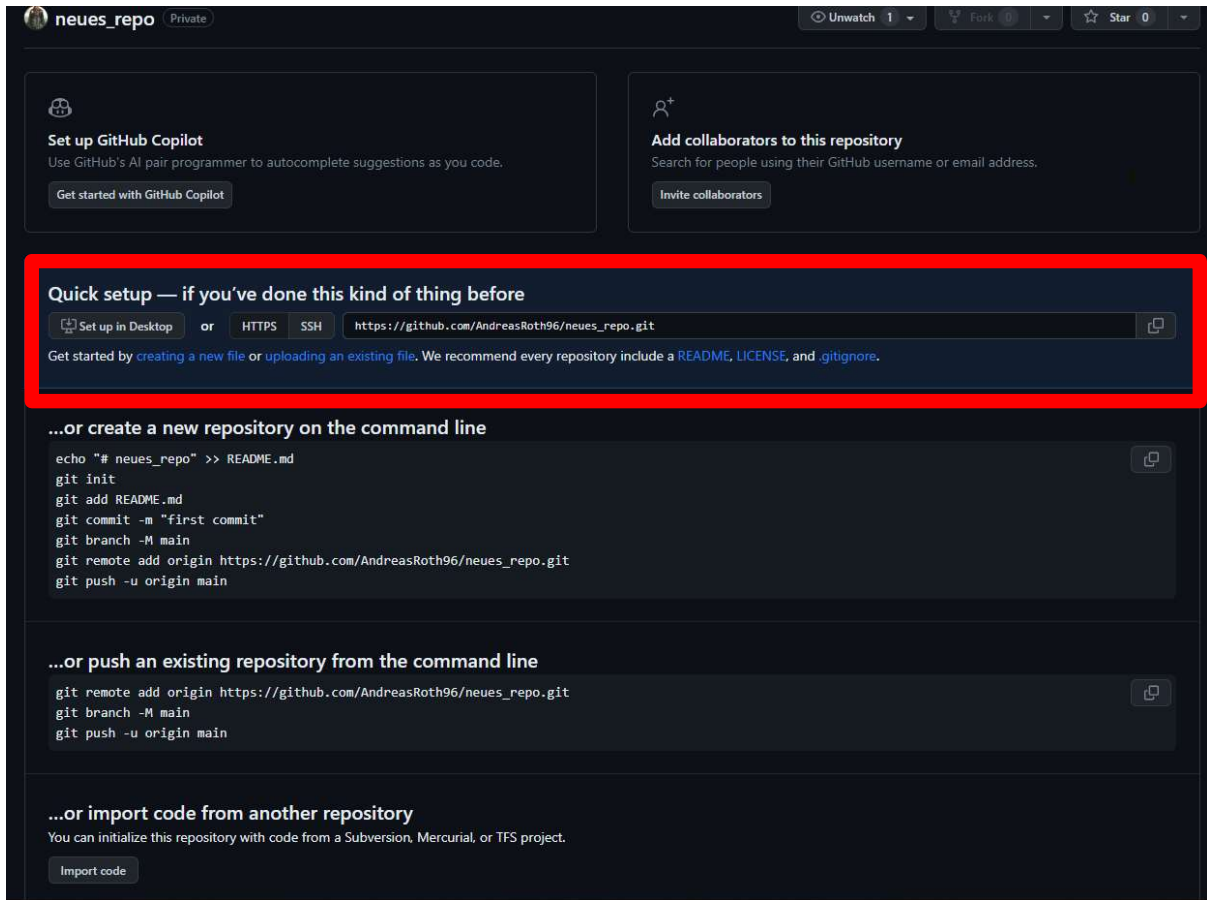 neues_repo Private Unwatch 1 Fork 0 Star 0
Set up GitHub Copilot
Use GitHub's AI pair programmer to autocomplete suggestions as you code.
Get started with GitHub Copilot
Add collaborators to this repository
Search for people using their GitHub username or email address.
Invite collaborators
Quick setup — if you've done this kind of thing before
Set up in Desktop or HTTPS SSH https://github.com/AndreasRoth96/neues_repo.git
Get started by creating a new file or uploading an existing file. We recommend every repository include a README, LICENSE, and .gitignore.
...or create a new repository on the command line
echo "# neues_repo" >> README.md
git init
git add README.md
git commit -m "first commit"
git branch -M main
git remote add origin https://github.com/AndreasRoth96/neues_repo.git
git push -u origin main
...or push an existing repository from the command line
git remote add origin https://github.com/AndreasRoth96/neues_repo.git
git branch -M main
git push -u origin main
...or import code from another repository
You can initialize this repository with code from a Subversion, Mercurial, or TFS project.
Import code